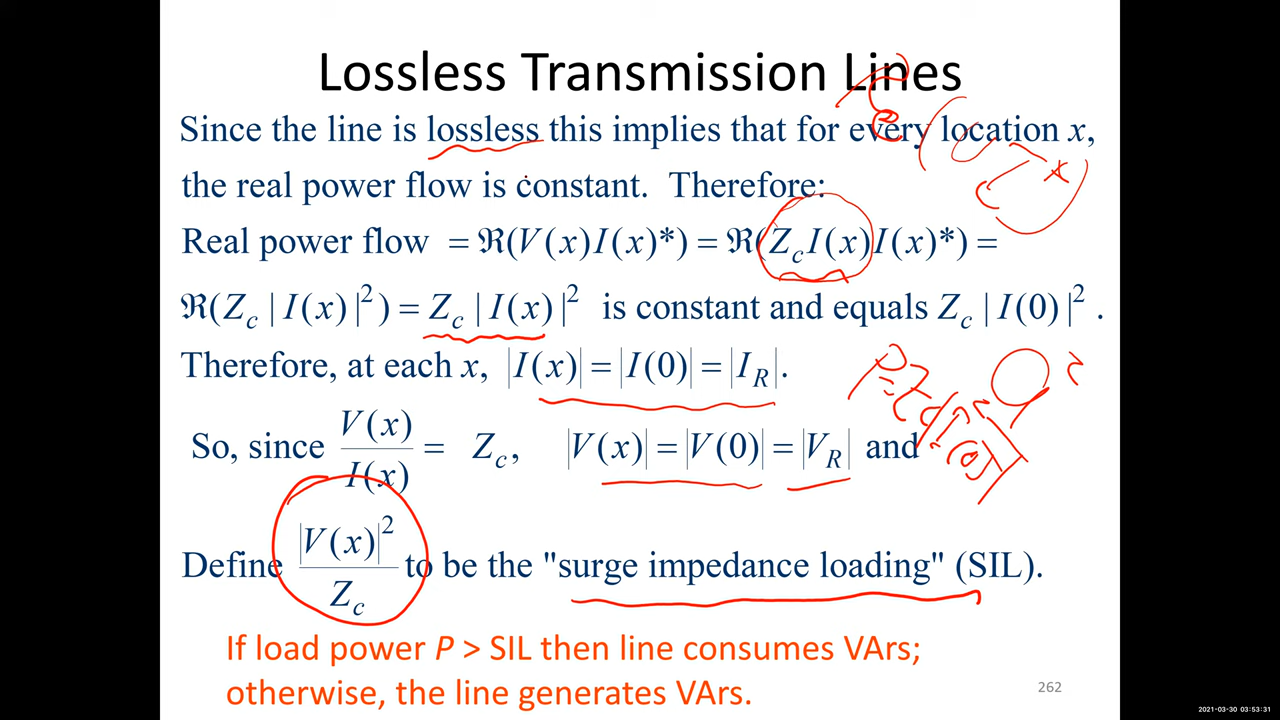 Lossless Transmission Lines
Since the line is lossless this implies that for every location x,
the real power flow is constant. Therefore:
Real power flow = ℜ(V(x)I(x)*) = ℜ(Z_c I(x)I(x)*) =
ℜ(Z_c | I(x) |²) = Z_c | I(x) |² is constant and equals Z_c | I(0) |² .
Therefore, at each x, |I(x)| = |I(0)| = |I_R|.
So, since V(x)/I(x) = Z_c, |V(x)| = |V(0)| = |V_R| and
Define |V(x)|²/Z_c to be the "surge impedance loading" (SIL).
If load power P > SIL then line consumes VArs;
otherwise, the line generates VArs.
262
2021-03-30 03:53:31